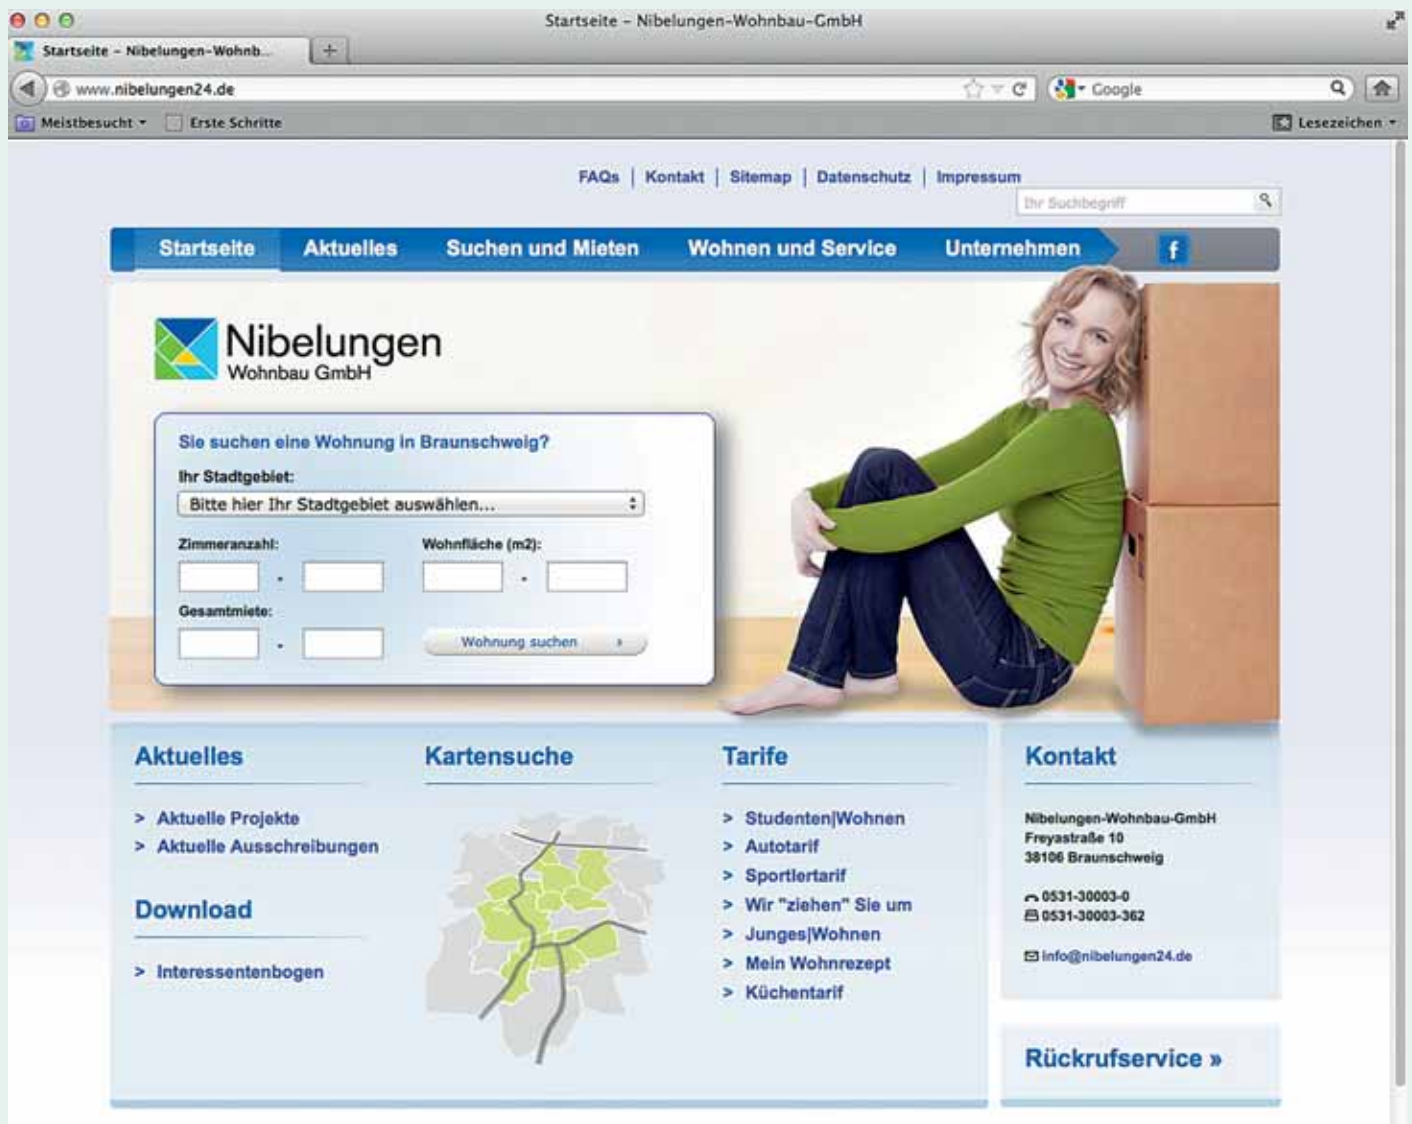 Startseite – Nibelungen-Wohnbau-GmbH
Startseite – Nibelungen-Wohnb...
www.nibelungen24.de
Google
Meistbesucht
Erste Schritte
Lesezeichen
FAQs | Kontakt | Sitemap | Datenschutz | Impressum
Ihr Suchbegriff
Startseite Aktuelles Suchen und Mieten Wohnen und Service Unternehmen f
Nibelungen
Wohnbau GmbH
Sie suchen eine Wohnung in Braunschweig?
Ihr Stadtgebiet:
Bitte hier Ihr Stadtgebiet auswählen...
Zimmeranzahl: Wohnfläche (m2):
- -
Gesamtmiete:
- Wohnung suchen ›
Aktuelles
> Aktuelle Projekte
> Aktuelle Ausschreibungen
Download
> Interessentenbogen
Kartensuche
Tarife
> Studenten|Wohnen
> Autotarif
> Sportlertarif
> Wir "ziehen" Sie um
> Junges|Wohnen
> Mein Wohnrezept
> Küchentarif
Kontakt
Nibelungen-Wohnbau-GmbH
Freyastraße 10
38106 Braunschweig
0531-30003-0
0531-30003-362
info@nibelungen24.de
Rückrufservice »